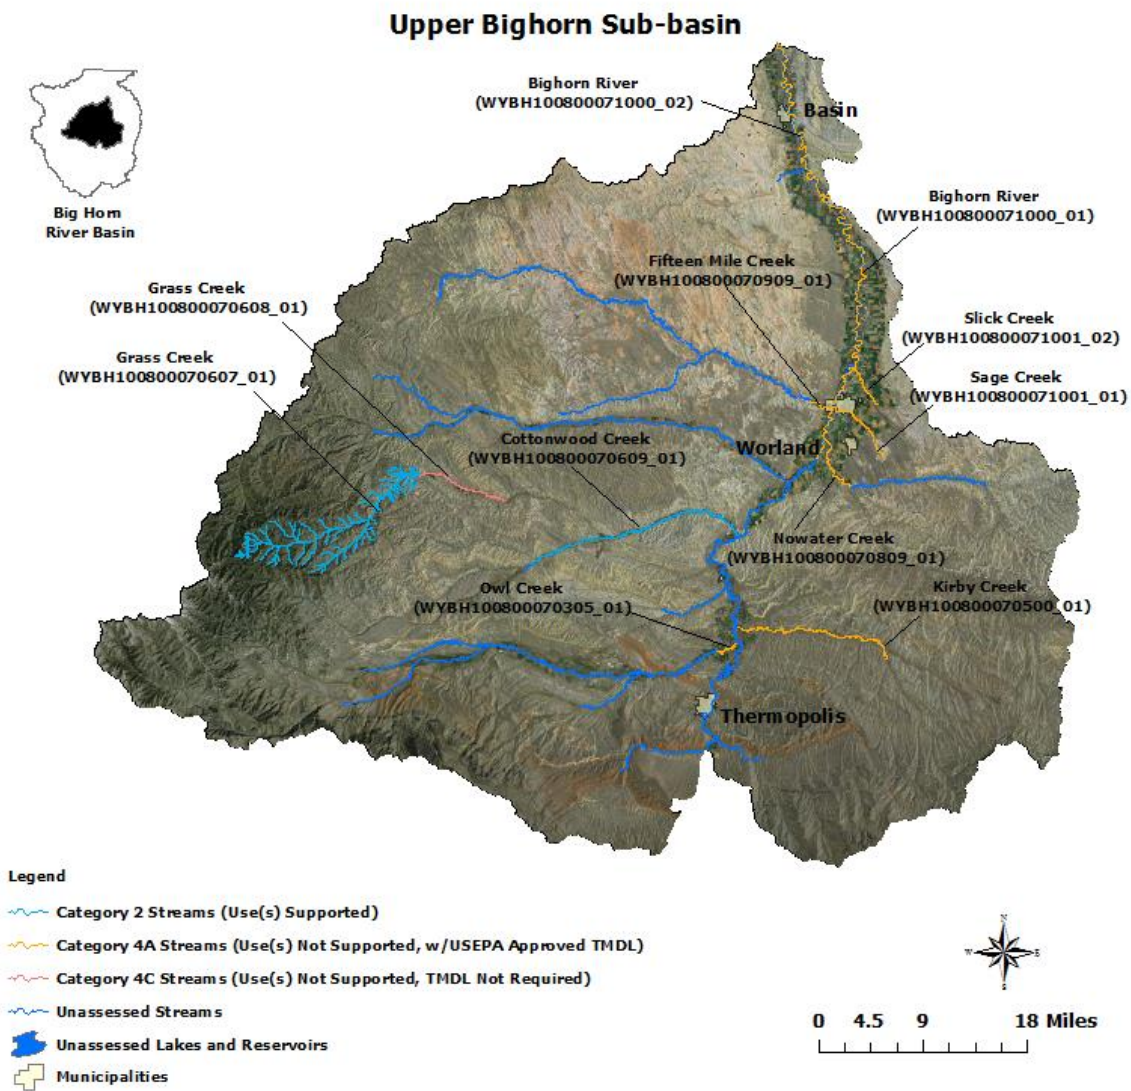 Upper Bighorn Sub-basin
Bighorn River
(WYBH100800071000_02)
Basin
Big Horn
River Basin
Bighorn River
(WYBH100800071000_01)
Fifteen Mile Creek
(WYBH100800070909_01)
Grass Creek
(WYBH100800070608_01)
Slick Creek
(WYBH100800071001_02)
Grass Creek
(WYBH100800070607_01)
Sage Creek
(WYBH100800071001_01)
Cottonwood Creek
(WYBH100800070609_01)
Worland
Nowater Creek
(WYBH100800070809_01)
Owl Creek
(WYBH100800070305_01)
Kirby Creek
(WYBH100800070500_01)
Thermopolis
Legend
Category 2 Streams (Use(s) Supported)
Category 4A Streams (Use(s) Not Supported, w/USEPA Approved TMDL)
Category 4C Streams (Use(s) Not Supported, TMDL Not Required)
Unassessed Streams
Unassessed Lakes and Reservoirs
Municipalities
N
W E
S
0 4.5 9 18 Miles